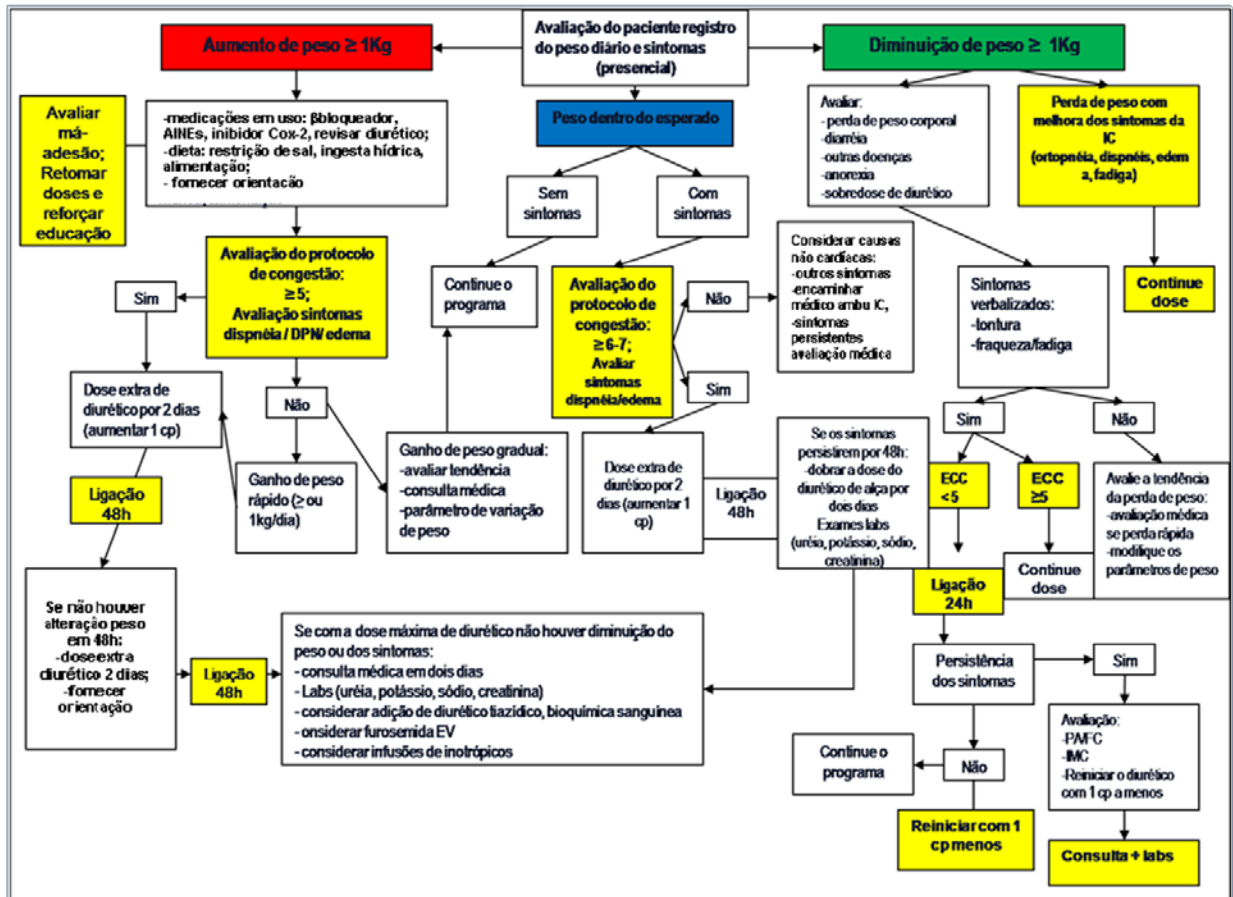 Aumento de peso ≥ 1Kg
Avaliação do paciente registro
do peso diário e sintomas
(presencial)
Diminuição de peso ≥ 1Kg
Avaliar
má-
adesão;
Retomar
doses e
reforçar
educação
-medicações em uso: βbloqueador,
AINEs, inibidor Cox-2, revisar diurético;
-dieta: restrição de sal, ingesta hídrica,
alimentação;
- fornecer orientacão
Peso dentro do esperado
Avaliar:
- perda de peso corporal
- diarréia
- outras doenças
- anorexia
- sobredose de diurético
Perda de peso com
melhora dos sintomas da
IC
(ortopnéia, dispnéis, edem
a, fadiga)
Sem
sintomas
Com
sintomas
Avaliação do protocolo
de congestão:
≥ 5;
Avaliação sintomas
dispnéia / DPN/ edema
Sim
Continue o
programa
Avaliação do
protocolo de
congestão:
≥ 6-7;
Avaliar
sintomas
dispnéia/edema
Não
Considerar causas
não cardíacas:
-outros sintomas
-encaminhar
médico ambu IC,
-sintomas
persistentes
avaliação médica
Sintomas
verbalizados:
-tontura
-fraqueza/fadiga
Continue
dose
Sim
Dose extra de
diurético por 2 dias
(aumentar 1 cp)
Não
Ganho de peso
rápido (≥ ou
1kg/dia)
Ganho de peso gradual:
-avaliar tendência
-consulta médica
-parâmetro de variação
de peso
Dose extra de
diurético por 2
dias (aumentar 1
cp)
Ligação
48h
Se os sintomas
persistirem por 48h:
-dobrar a dose do
diurético de alça por
dois dias
Exames labs
(uréia, potássio, sódio,
creatinina)
Sim
Não
ECC
<5
ECC
≥5
Avalie a tendência
da perda de peso:
-avaliação médica
se perda rápida
-modifique os
parâmetros de peso
Ligação
48h
Continue
dose
Ligação
24h
Se não houver
alteração peso
em 48h:
-dose extra
diurético 2 dias;
-fornecer
orientação
Ligação
48h
Se com a dose máxima de diurético não houver diminuição do
peso ou dos sintomas:
- consulta médica em dois dias
- Labs (uréia, potássio, sódio, creatinina)
- considerar adição de diurético tiazídico, bioquímica sanguínea
- onsiderar furosemida EV
- considerar infusões de inotrópicos
Persistência
dos sintomas
Sim
Continue o
programa
Não
Avaliação:
-PA/FC
-IMC
-Reiniciar o diurético
com 1 cp a menos
Reiniciar com 1
cp menos
Consulta + labs